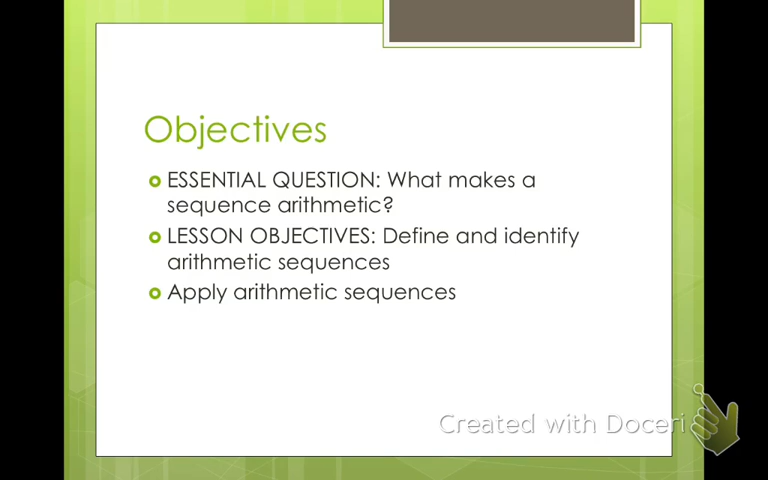 Objectives
ESSENTIAL QUESTION: What makes a
sequence arithmetic?
LESSON OBJECTIVES: Define and identify
arithmetic sequences
Apply arithmetic sequences
Created with Doceri